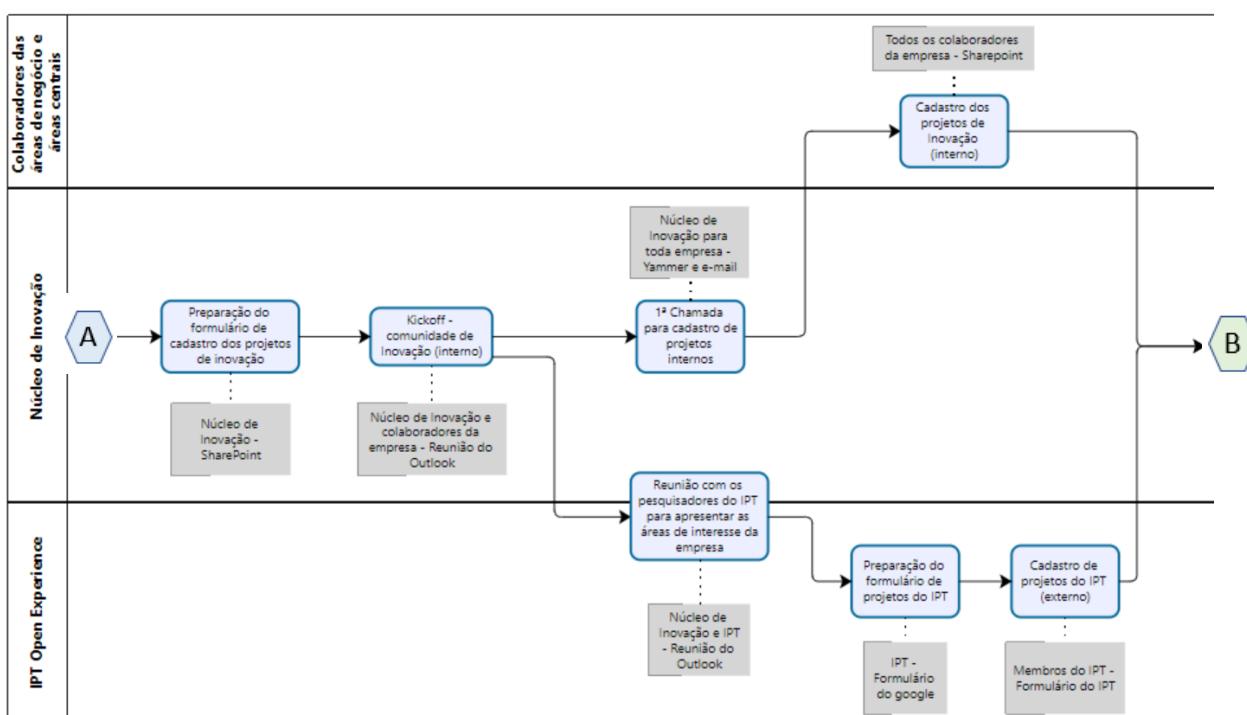 Colaboradores das
áreas de negócio e
áreas centrais
Todos os colaboradores
da empresa - Sharepoint
Cadastro dos
projetos de
Inovação
(interno)
Núcleo de Inovação
Núcleo de
Inovação para
toda empresa -
Yammer e e-mail
A
Preparação do
formulário de
cadastro dos projetos
de inovação
Kickoff -
comunidade de
Inovação (interno)
1ª Chamada
para cadastro de
projetos
internos
B
Núcleo de
Inovação -
SharePoint
Núcleo de Inovação e
colaboradores da
empresa - Reunião do
Outlook
IPT Open Experience
Reunião com os
pesquisadores do IPT
para apresentar as
áreas de interesse da
empresa
Preparação do
formulário de
projetos do IPT
Cadastro de
projetos do IPT
(externo)
Núcleo de
Inovação e IPT
- Reunião do
Outlook
IPT -
Formulário
do google
Membros do IPT -
Formulário do IPT